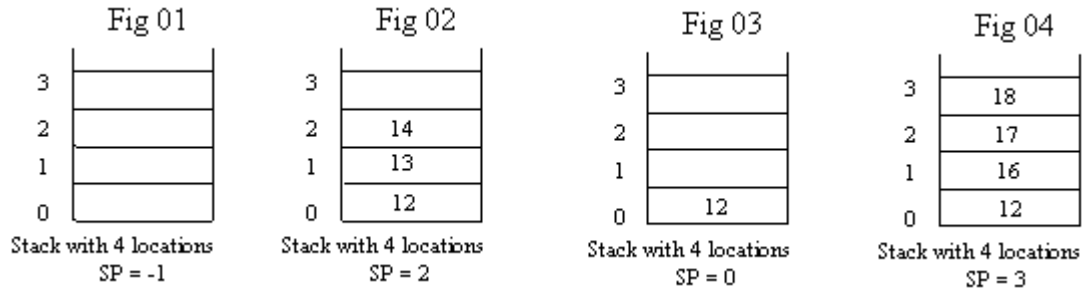 Fig 01
3
2
1
0
Stack with 4 locations
SP = -1
Fig 02
3
2
14
1
13
0
12
Stack with 4 locations
SP = 2
Fig 03
3
2
1
0
12
Stack with 4 locations
SP = 0
Fig 04
3
18
2
17
1
16
0
12
Stack with 4 locations
SP = 3